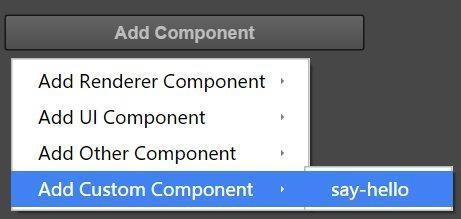 Add Component
Add Renderer Component
Add UI Component
Add Other Component
Add Custom Component
say-hello